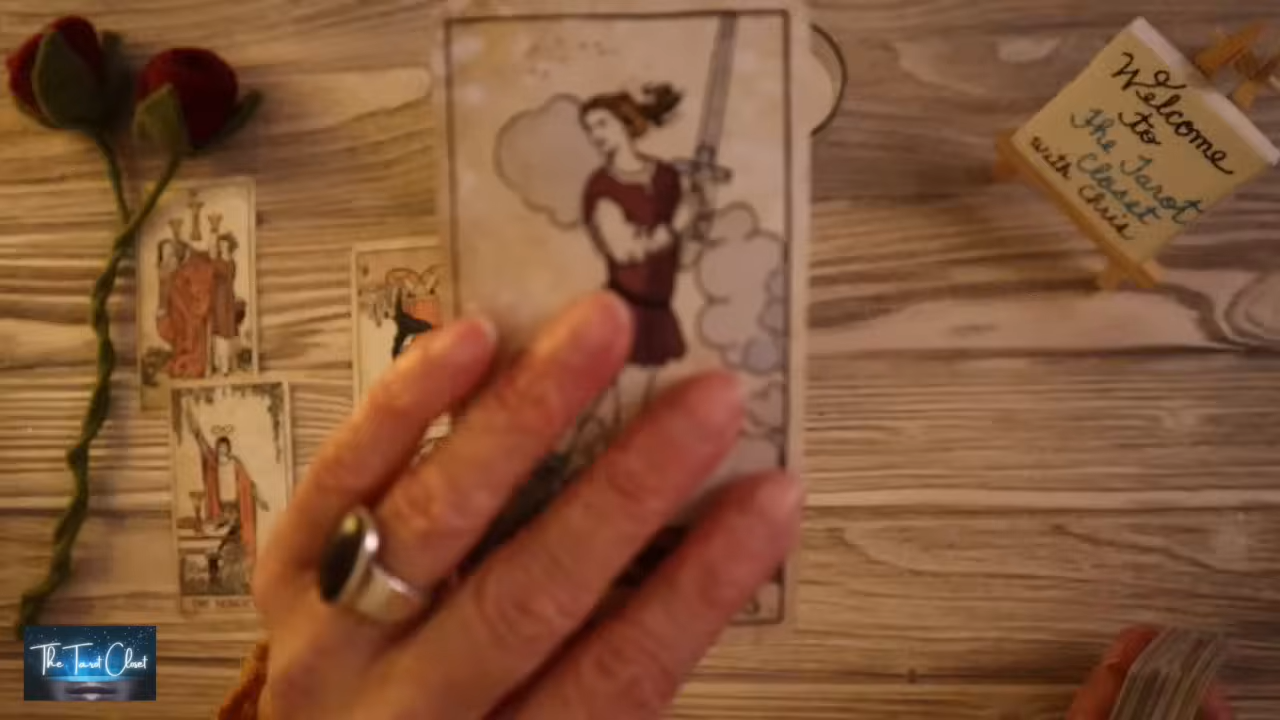 Welcome
to
The Tarot
Closet
with Chris
The Tarot Closet